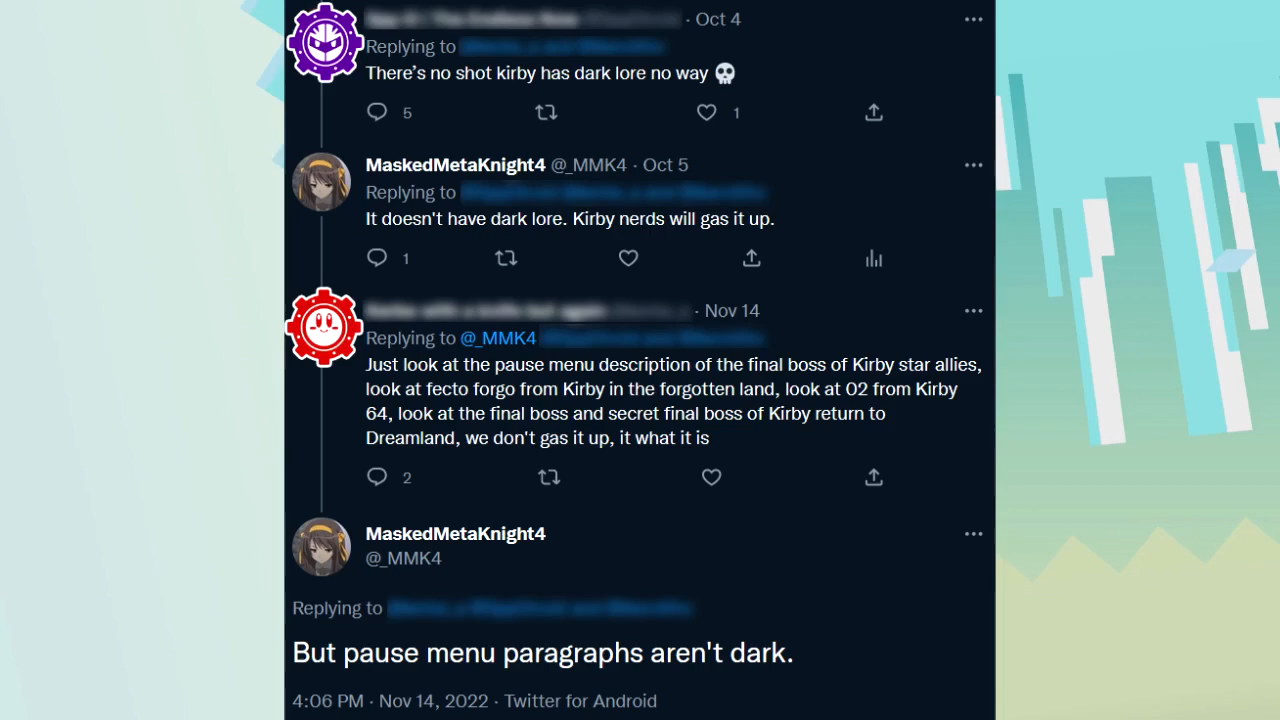 · Oct 4
Replying to
There's no shot kirby has dark lore no way 💀
5
1
MaskedMetaKnight4 @_MMK4 · Oct 5
Replying to
It doesn't have dark lore. Kirby nerds will gas it up.
1
· Nov 14
Replying to @_MMK4
Just look at the pause menu description of the final boss of Kirby star allies,
look at fecto forgo from Kirby in the forgotten land, look at 02 from Kirby
64, look at the final boss and secret final boss of Kirby return to
Dreamland, we don't gas it up, it what it is
2
MaskedMetaKnight4
@_MMK4
Replying to
But pause menu paragraphs aren't dark.
4:06 PM · Nov 14, 2022 · Twitter for Android